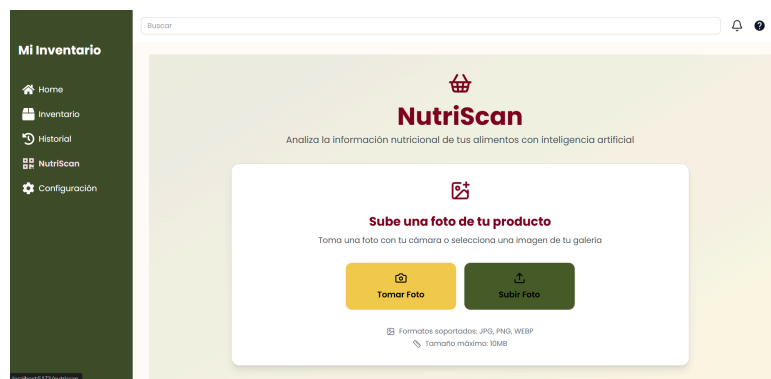 Mi Inventario
Buscar
Home
Inventario
Historial
NutriScan
Configuración
NutriScan
Analiza la información nutricional de tus alimentos con inteligencia artificial
Sube una foto de tu producto
Toma una foto con tu cámara o selecciona una imagen de tu galería
Tomar Foto
Subir Foto
Formatos soportados: JPG, PNG, WEBP
Tamaño máximo: 10MB